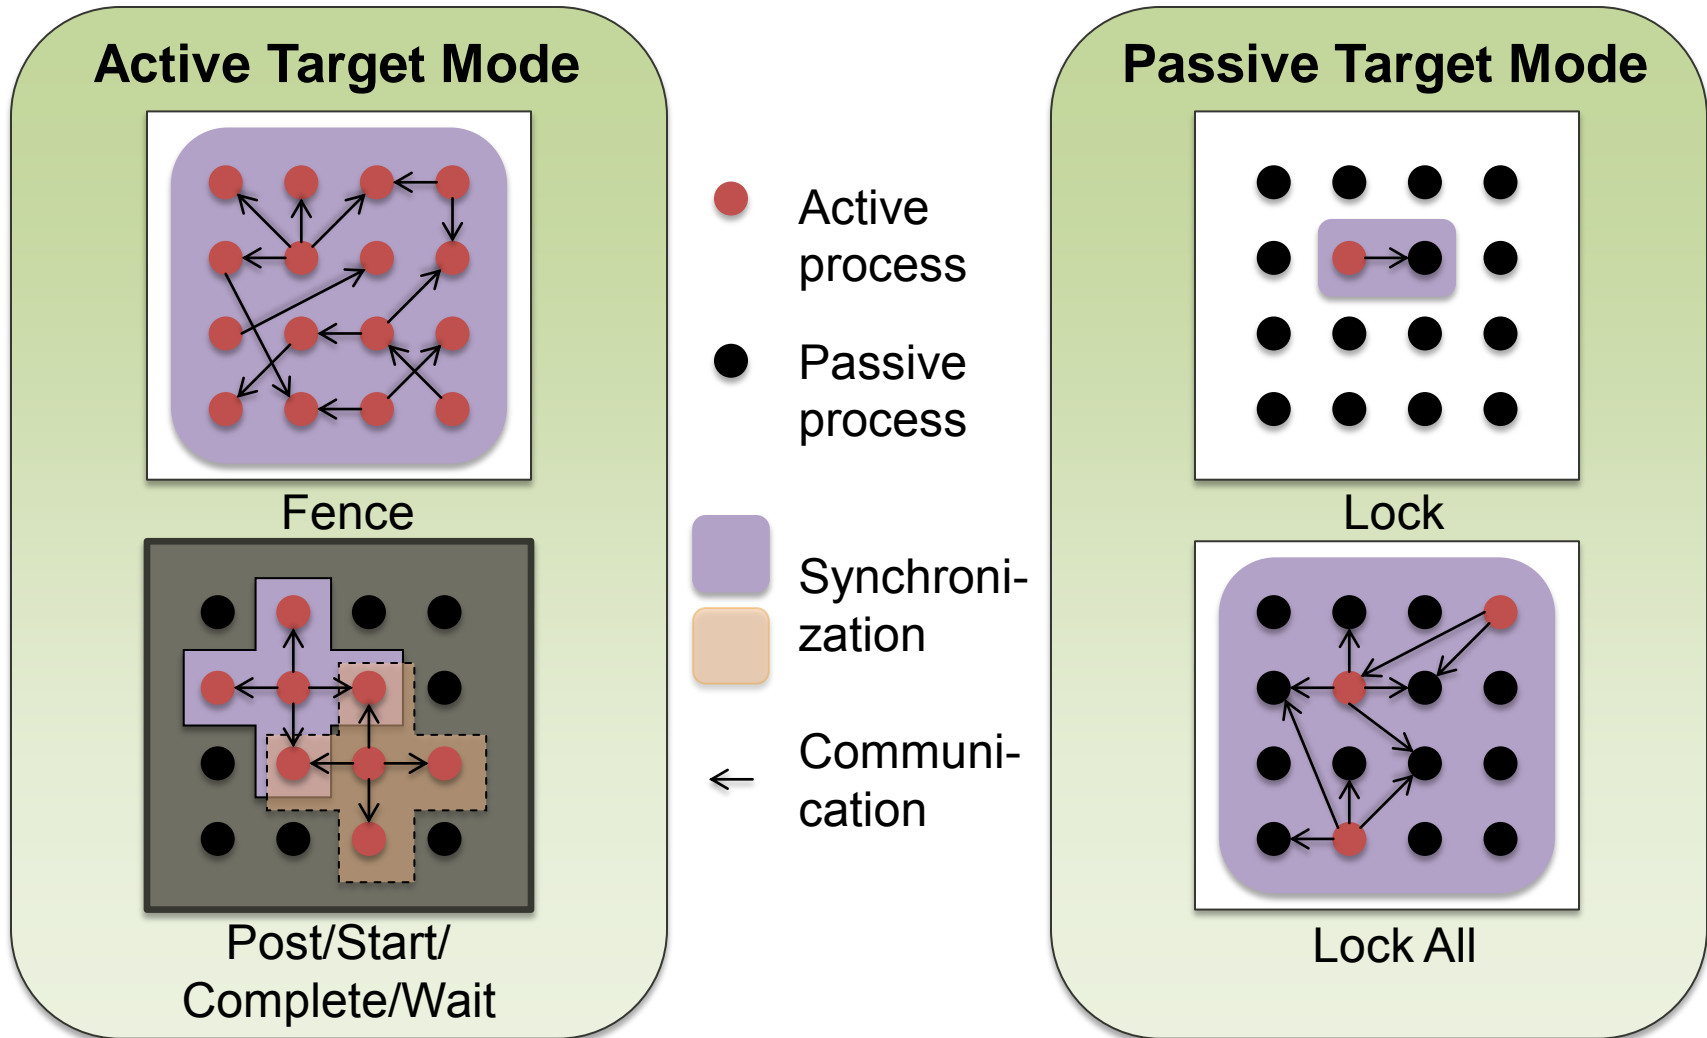 Active Target Mode
Fence
Post/Start/
Complete/Wait
Active
process
Passive
process
Synchroni-
zation
Communi-
cation
Passive Target Mode
Lock
Lock All